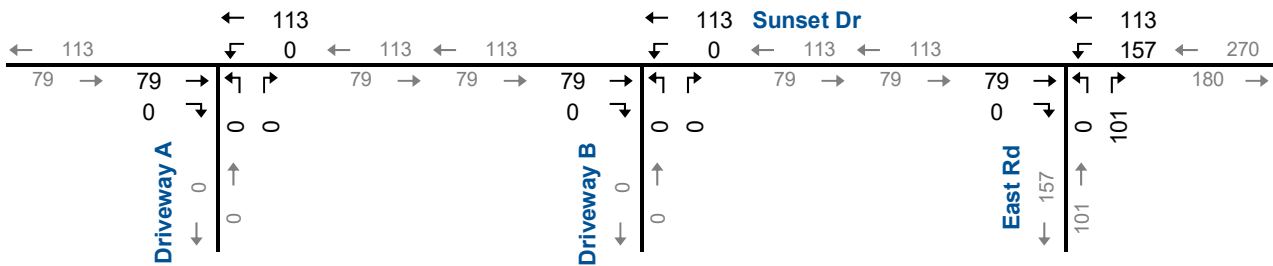 113
113 Sunset Dr
113
113 0 113 113 0 113 113 157 270
79 79 79 79 79 79 79 180
0 0 0
0 0 0 0 0 101
Driveway A 0 0
Driveway B 0 0
East Rd 157 101